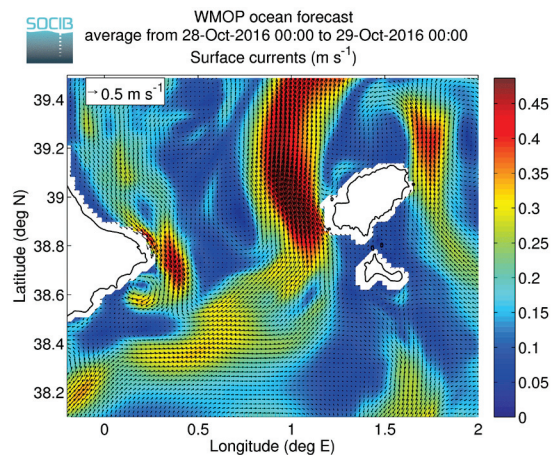 SOCIB
WMOP ocean forecast
average from 28-Oct-2016 00:00 to 29-Oct-2016 00:00
Surface currents (m s⁻¹)
→0.5 m s⁻¹
39.4
39.2
39
38.8
38.6
38.4
38.2
Latitude (deg N)
0 0.5 1 1.5 2
Longitude (deg E)
0.45
0.4
0.35
0.3
0.25
0.2
0.15
0.1
0.05
0